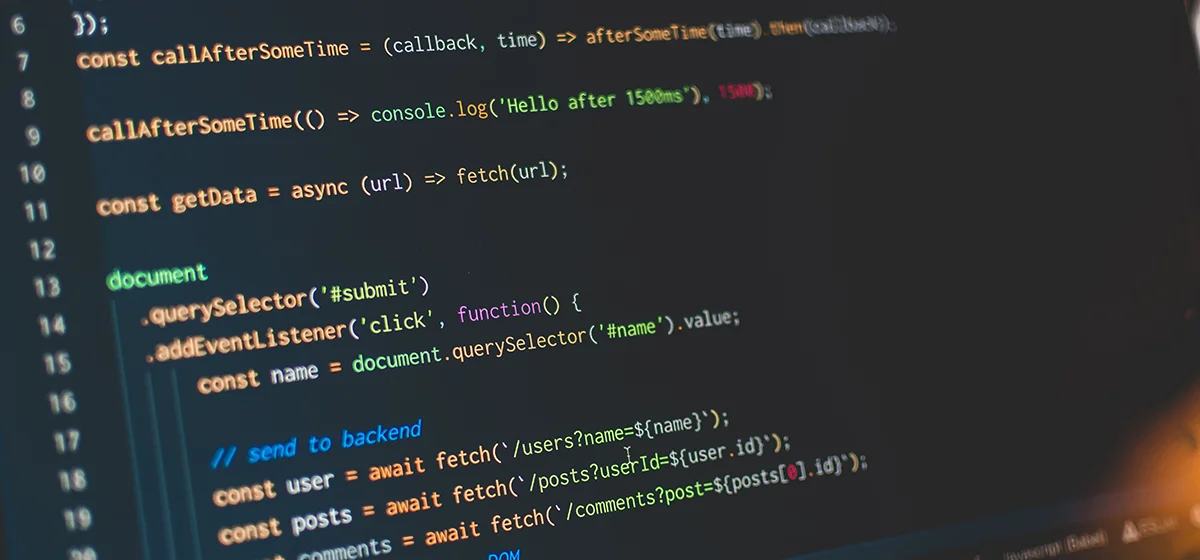 6 });
7 const callAfterSomeTime = (callback, time) => afterSomeTime(time).then(callback);
8
9 callAfterSomeTime(() => console.log('Hello after 1500ms'), 1500);
10
11 const getData = async (url) => fetch(url);
12
13 document
14 .querySelector('#submit')
15 .addEventListener('click', function() {
16 const name = document.querySelector('#name').value;
17
18 // send to backend
19 const user = await fetch(`/users?name=${name}`);
20 const posts = await fetch(`/posts?userId=${user.id}`);
comments = await fetch(`/comments?post=${posts[0].id}`);
DOM
JavaScript (Babel)